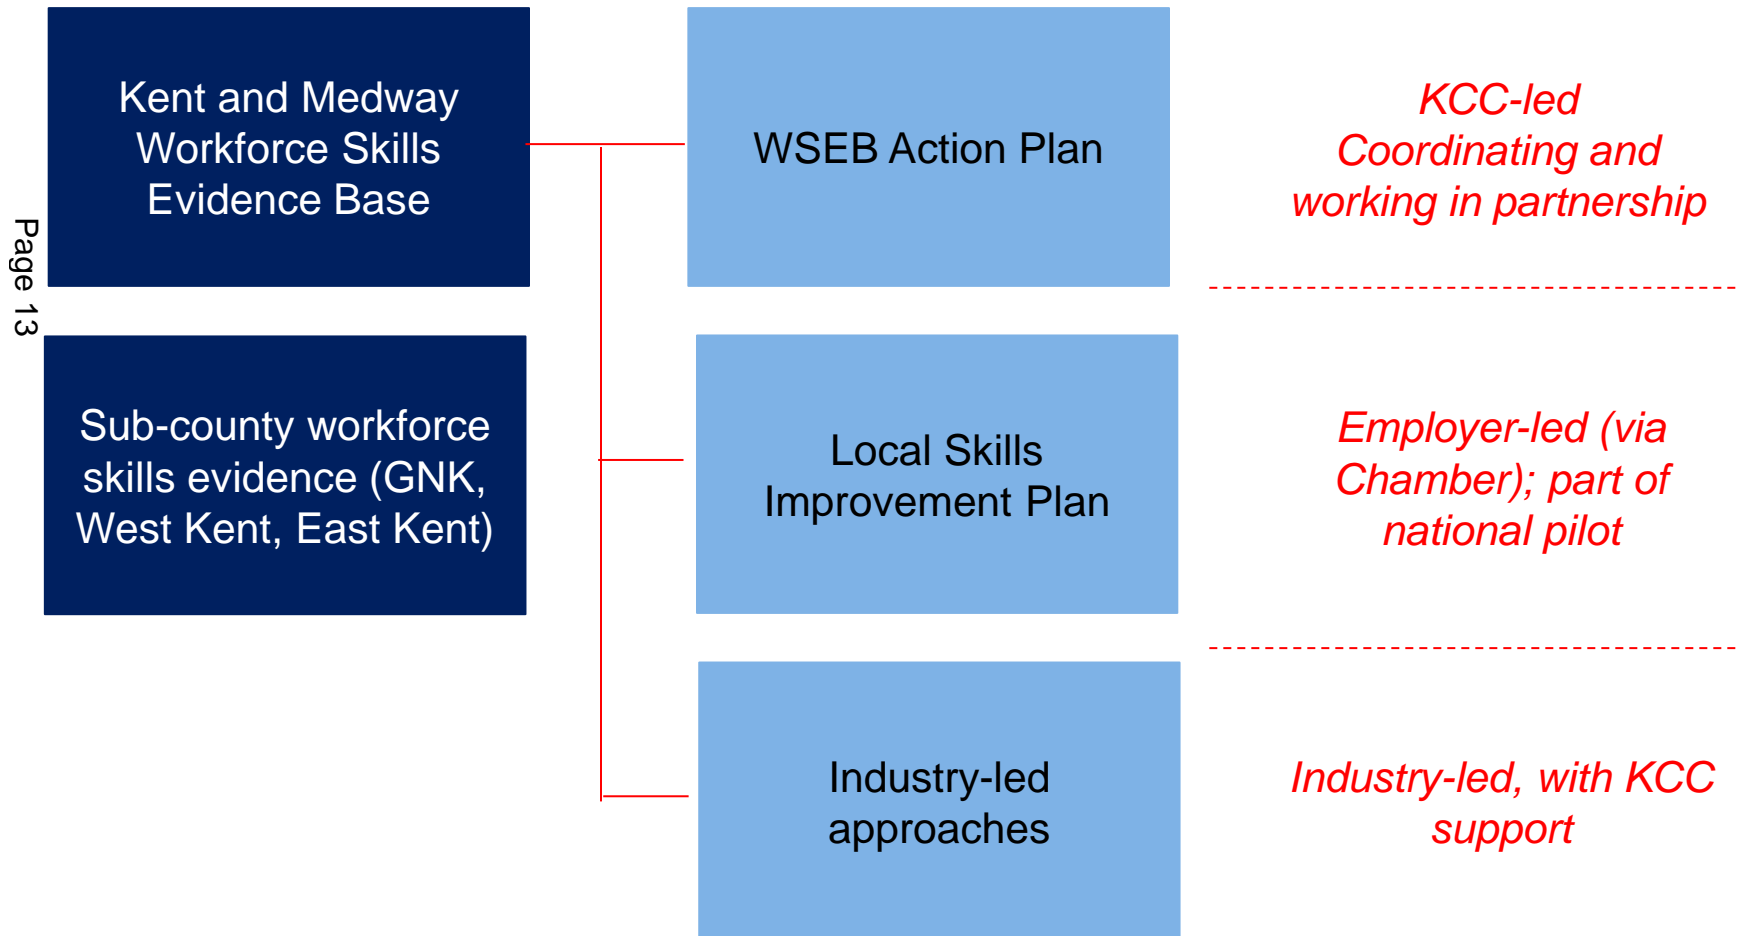 Kent and Medway
Workforce Skills
Evidence Base
WSEB Action Plan
KCC-led
Coordinating and
working in partnership
Page 13
Sub-county workforce
skills evidence (GNK,
West Kent, East Kent)
Local Skills
Improvement Plan
Employer-led (via
Chamber); part of
national pilot
Industry-led
approaches
Industry-led, with KCC
support